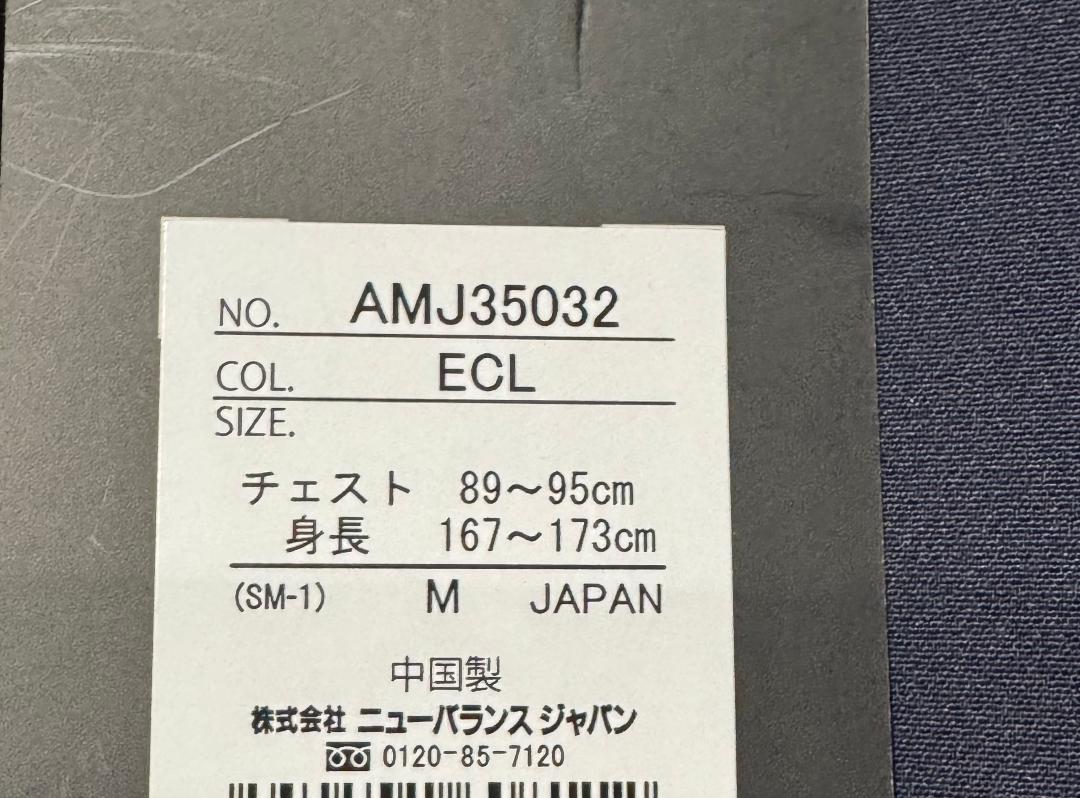 NO. AMJ35032
COL. ECL
SIZE.
チェスト 89～95cm
身長 167～173cm
(SM-1) M JAPAN
中国製
株式会社 ニューバランス ジャパン
0120-85-7120